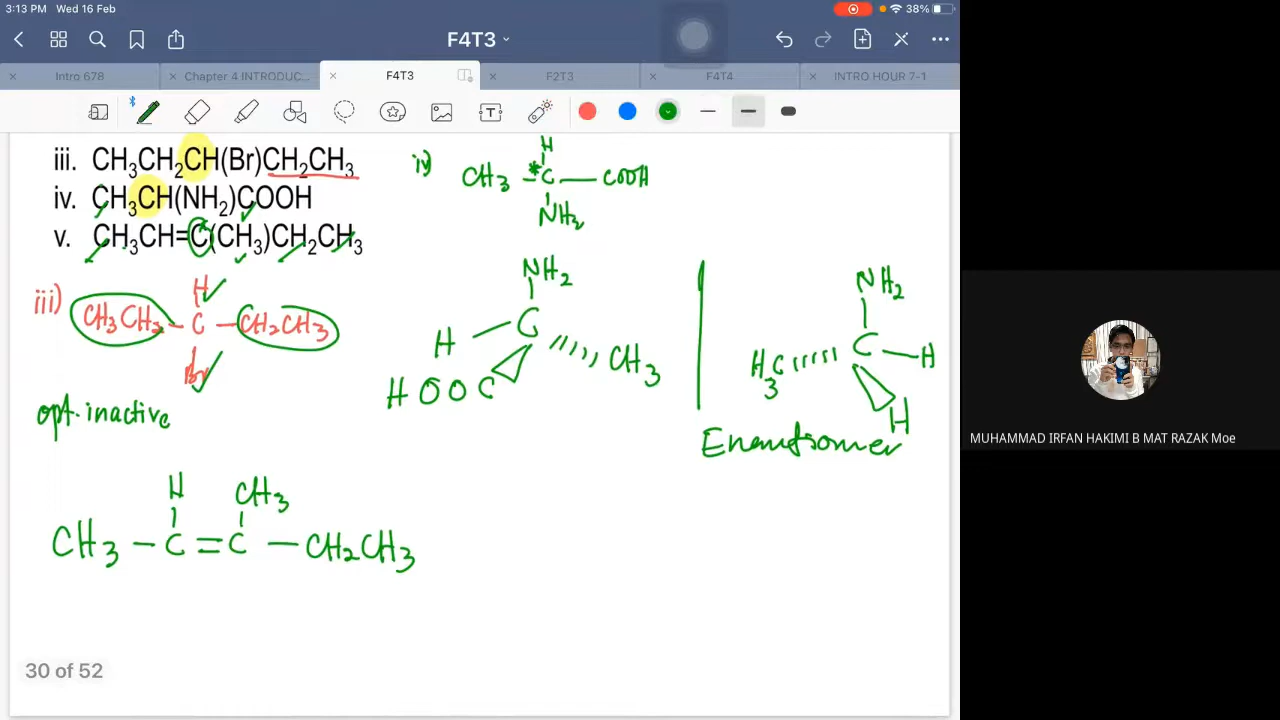 3:13 PM Wed 16 Feb
38%
F4T3
Intro 678
Chapter 4 INTRODUC...
F4T3
F2T3
F4T4
INTRO HOUR 7-1
iii. CH3CH2CH(Br)CH2CH3
iv. CH3CH(NH2)COOH
v. CH3CH=C(CH3)CH2CH3
iv)
H
CH3 - *C — COOH
NH2
iii)
H
CH3CH2 - C - CH2CH3
Br
opt. inactive
NH2
H C CH3
HOOC
NH2
H3C C - H
H
Enantiomer
H CH3
CH3 - C = C - CH2CH3
30 of 52
MUHAMMAD IRFAN HAKIMI B MAT RAZAK Moe